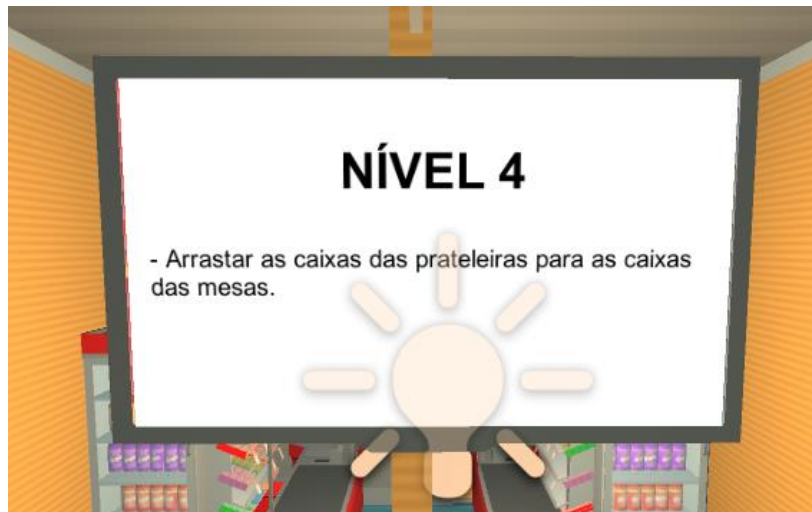 NÍVEL 4
- Arrastar as caixas das prateleiras para as caixas
das mesas.